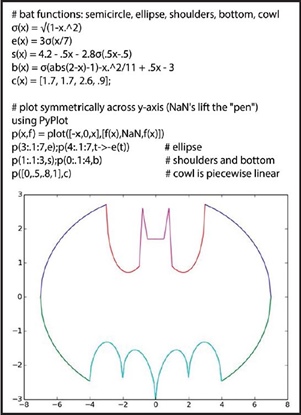 # bat functions: semicircle, ellipse, shoulders, bottom, cowl
σ(x) = √(1-x.^2)
e(x) = 3σ(x/7)
s(x) = 4.2 - .5x - 2.8σ(.5x-.5)
b(x) = σ(abs(2-x)-1)-x.^2/11 + .5x - 3
c(x) = [1.7, 1.7, 2.6, .9];
# plot symmetrically across y-axis (NaN's lift the "pen")
using PyPlot
p(x,f) = plot([-x,0,x],[f(x),NaN,f(x)])
p(3:.1:7,e);p(4:.1:7,t->-e(t)) # ellipse
p(1:.1:3,s);p(0:.1:4,b) # shoulders and bottom
p([0,.5,.8,1],c) # cowl is piecewise linear
3
2
1
0
−1
−2
−3
−8 −6 −4 −2 0 2 4 6 8